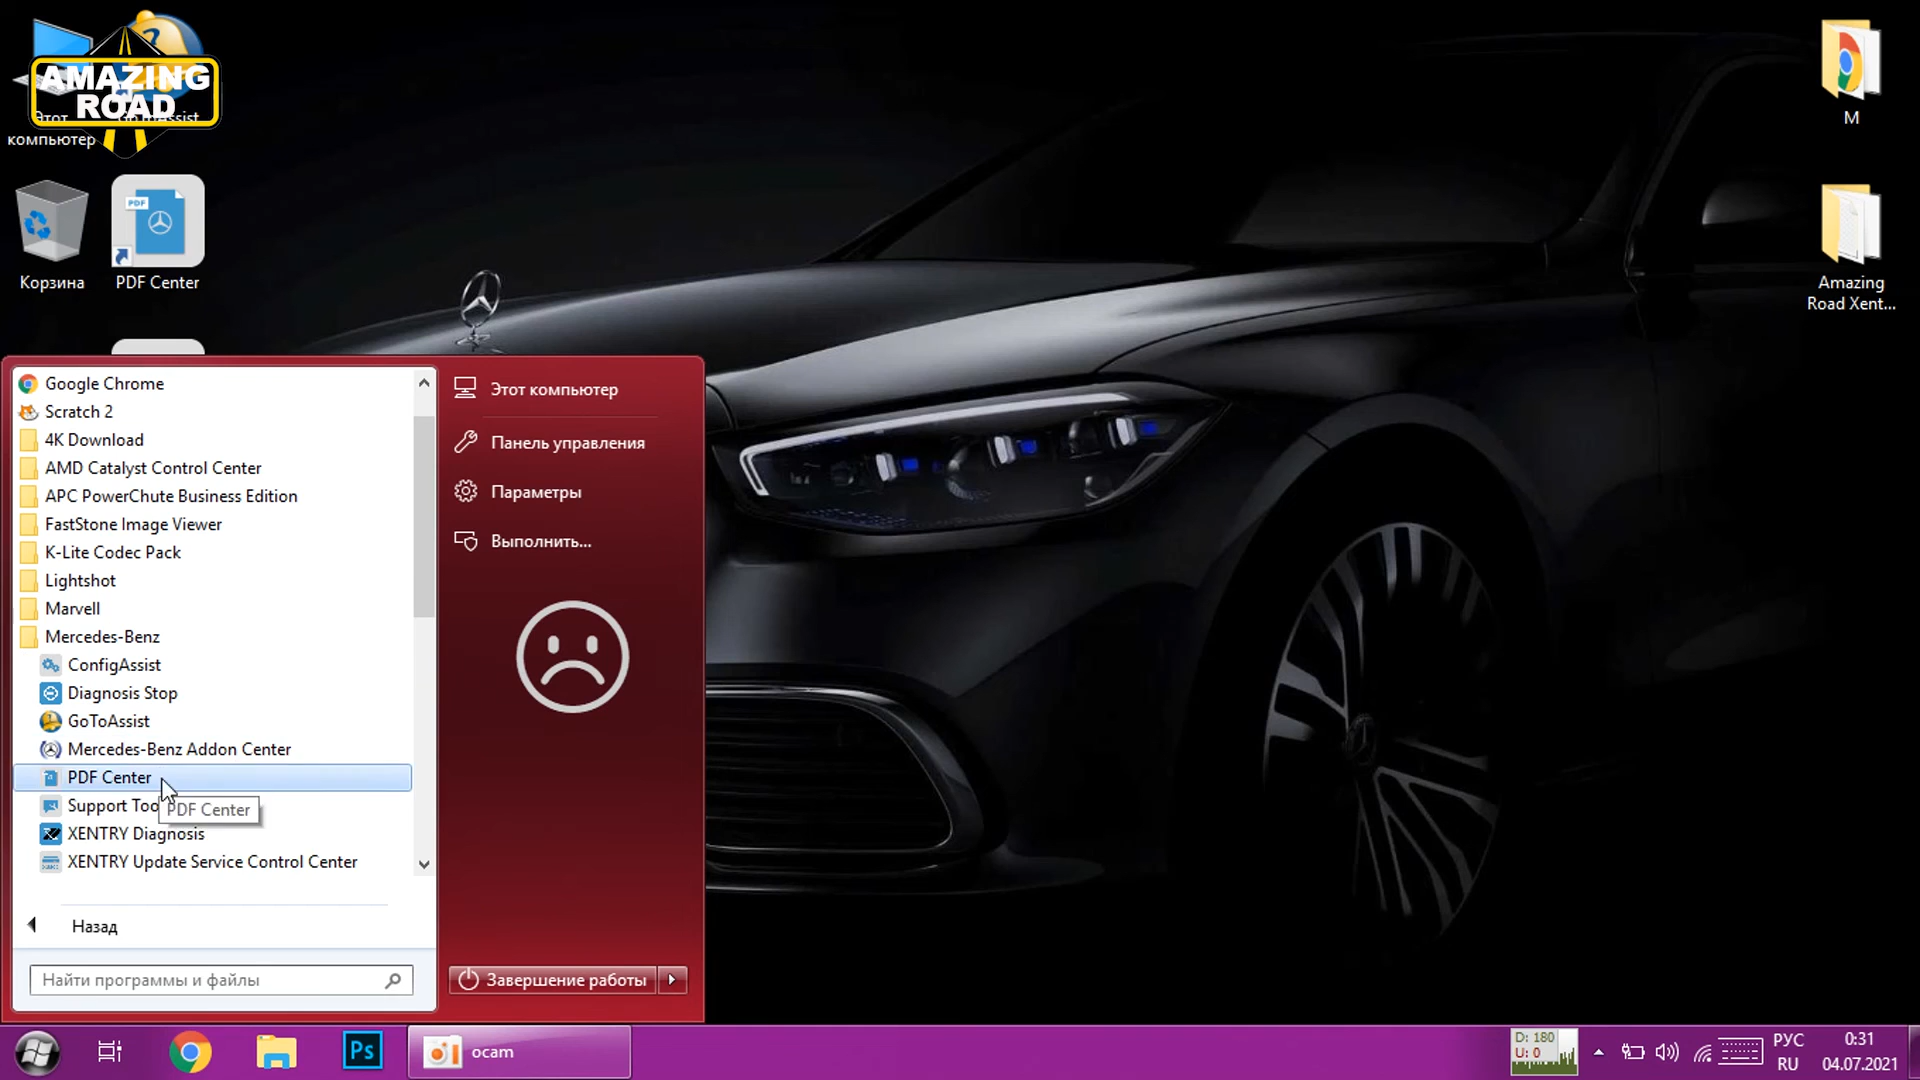 AMAZING
ROAD
Этот
компьютер
Корзина
PDF
PDF Center
M
Amazing
Road Xent...
Google Chrome
Scratch 2
4K Download
AMD Catalyst Control Center
APC PowerChute Business Edition
FastStone Image Viewer
K-Lite Codec Pack
Lightshot
Marvell
Mercedes-Benz
ConfigAssist
Diagnosis Stop
GoToAssist
Mercedes-Benz Addon Center
PDF Center
Support Too
PDF Center
XENTRY Diagnosis
XENTRY Update Service Control Center
Назад
Найти программы и файлы
Этот компьютер
Панель управления
Параметры
Выполнить...
Завершение работы
Ps
ocam
D: 180
U: 0
РУС
RU
0:31
04.07.2021